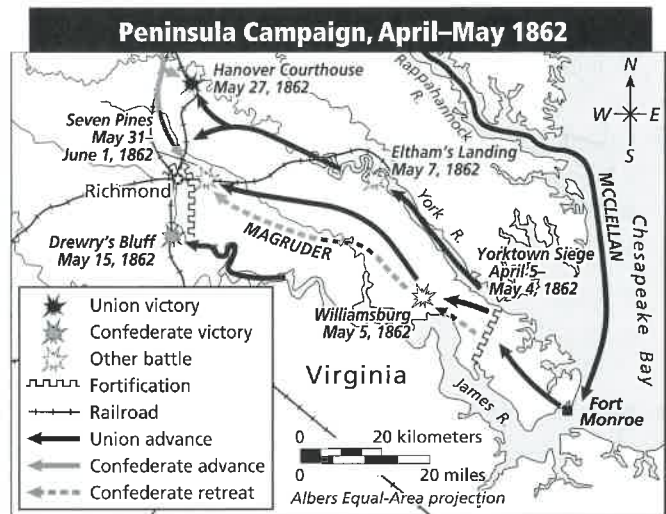 Peninsula Campaign, April–May 1862
Hanover Courthouse
May 27, 1862
Rappahannock
R.
N
W
E
S
Seven Pines
May 31–
June 1, 1862
Eltham's Landing
May 7, 1862
Richmond
York R.
MCCLELLAN
Chesapeake Bay
MAGRUDER
Drewry's Bluff
May 15, 1862
Yorktown Siege
April 5–
May 4, 1862
Williamsburg
May 5, 1862
Virginia
James R.
Fort
Monroe
Union victory
Confederate victory
Other battle
Fortification
Railroad
Union advance
Confederate advance
Confederate retreat
0 20 kilometers
0 20 miles
Albers Equal-Area projection